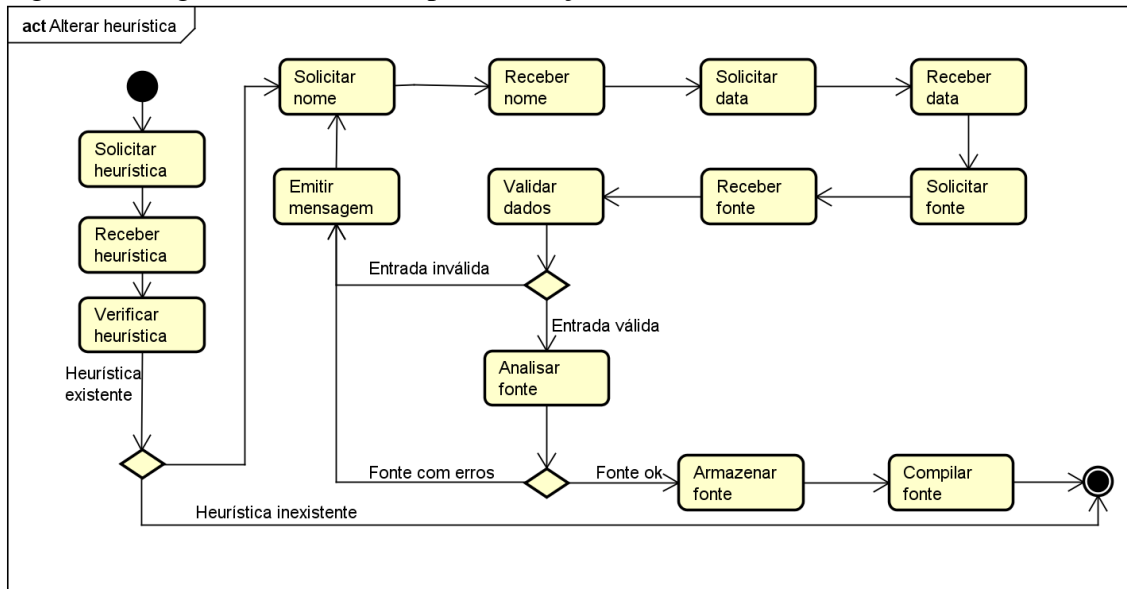 act Alterar heurística
Solicitar
nome
Receber
nome
Solicitar
data
Receber
data
Solicitar
heurística
Emitir
mensagem
Validar
dados
Receber
fonte
Solicitar
fonte
Receber
heurística
Entrada inválida
Verificar
heurística
Entrada válida
Heurística
existente
Analisar
fonte
Fonte com erros
Fonte ok
Armazenar
fonte
Compilar
fonte
Heurística inexistente